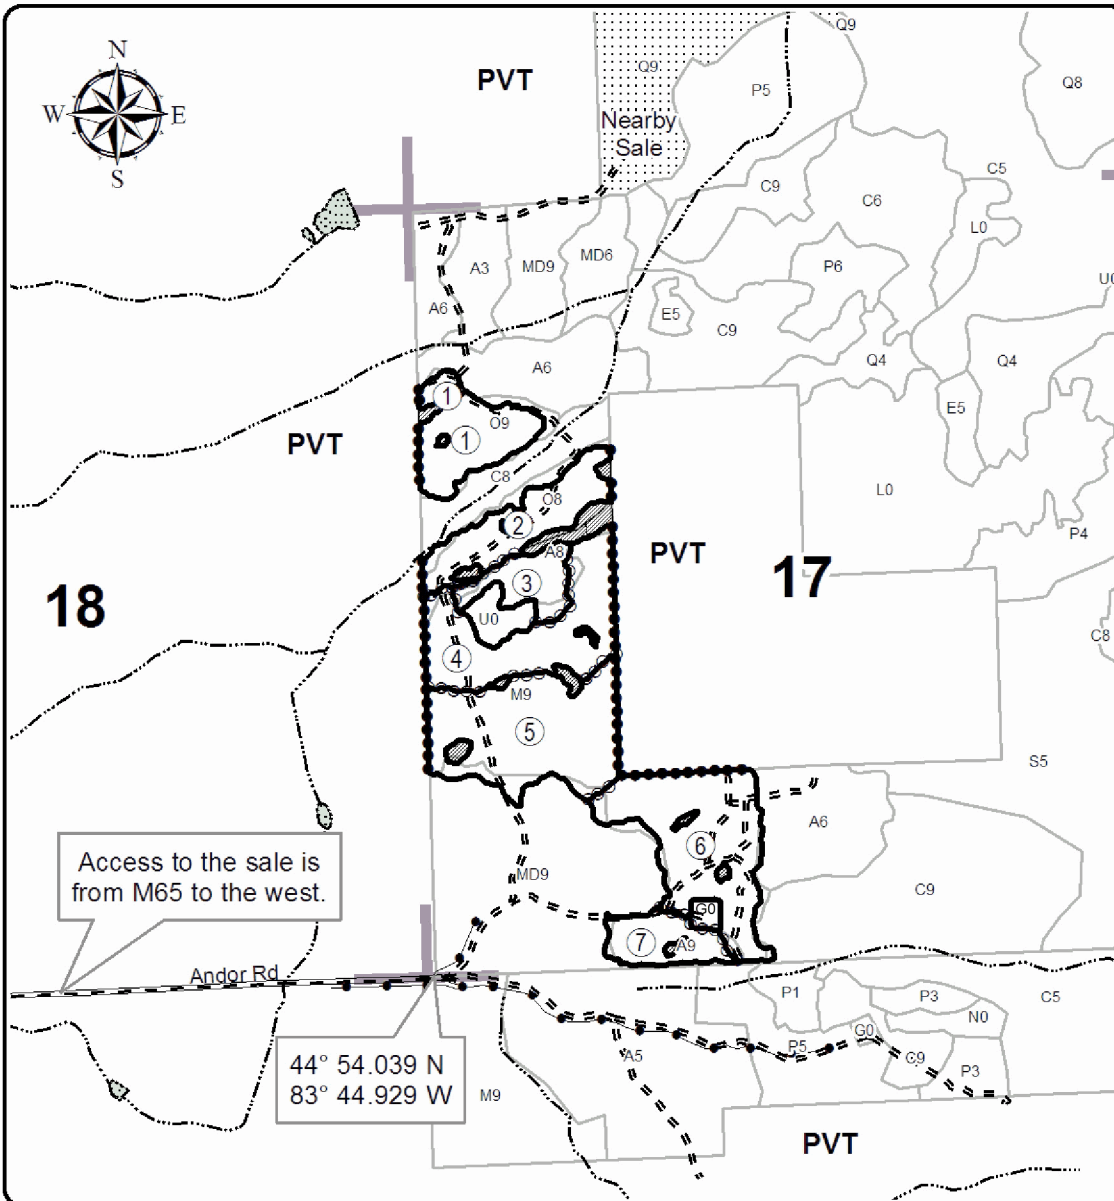 N
W E
S
PVT
Q9
Q9
P5
Q8
Nearby
Sale
C9
C6
C5
L0
A3
MD9
MD6
P6
U0
A6
E5
C9
A6
Q4
Q4
1
O9
E5
PVT
1
C8
L0
O8
2
P4
A8
PVT
17
3
18
U0
C8
4
M9
5
S5
A6
6
Access to the sale is
from M65 to the west.
MD9
C9
G0
7
A9
Andor Rd
P1
P3
C5
N0
G0
P5
A5
C9
44° 54.039 N
83° 44.929 W
P3
M9
PVT